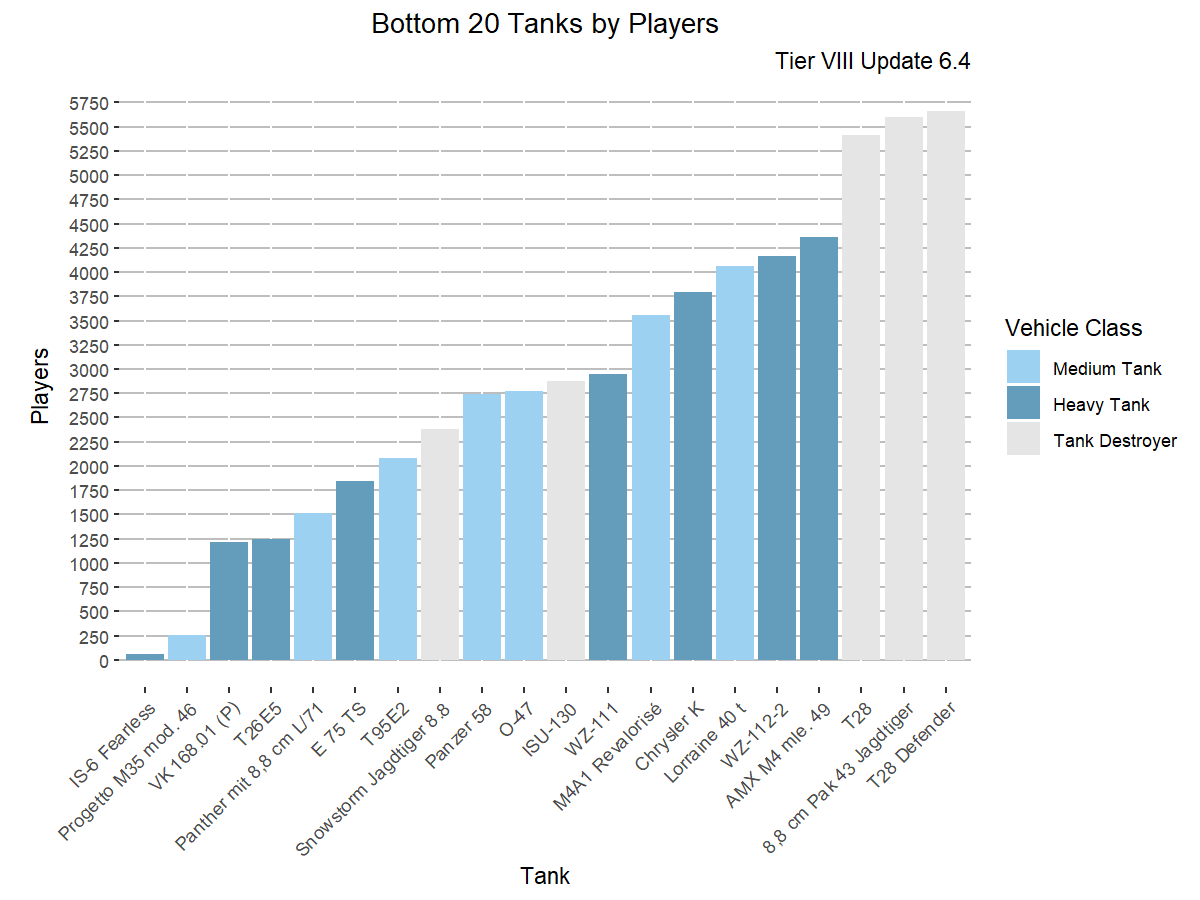 Bottom 20 Tanks by Players
Tier VIII Update 6.4
Players
5750
5500
5250
5000
4750
4500
4250
4000
3750
3500
3250
3000
2750
2500
2250
2000
1750
1500
1250
1000
750
500
250
0
IS-6 Fearless
Progetto M35 mod. 46
VK 168.01 (P)
T26E5
Panther mit 8,8 cm L/71
E 75 TS
T95E2
Snowstorm Jagdtiger 8.8
Panzer 58
O-47
ISU-130
WZ-111
M4A1 Revalorisé
Chrysler K
Lorraine 40 t
WZ-112-2
AMX M4 mle. 49
T28
8,8 cm Pak 43 Jagdtiger
T28 Defender
Tank
Vehicle Class
Medium Tank
Heavy Tank
Tank Destroyer